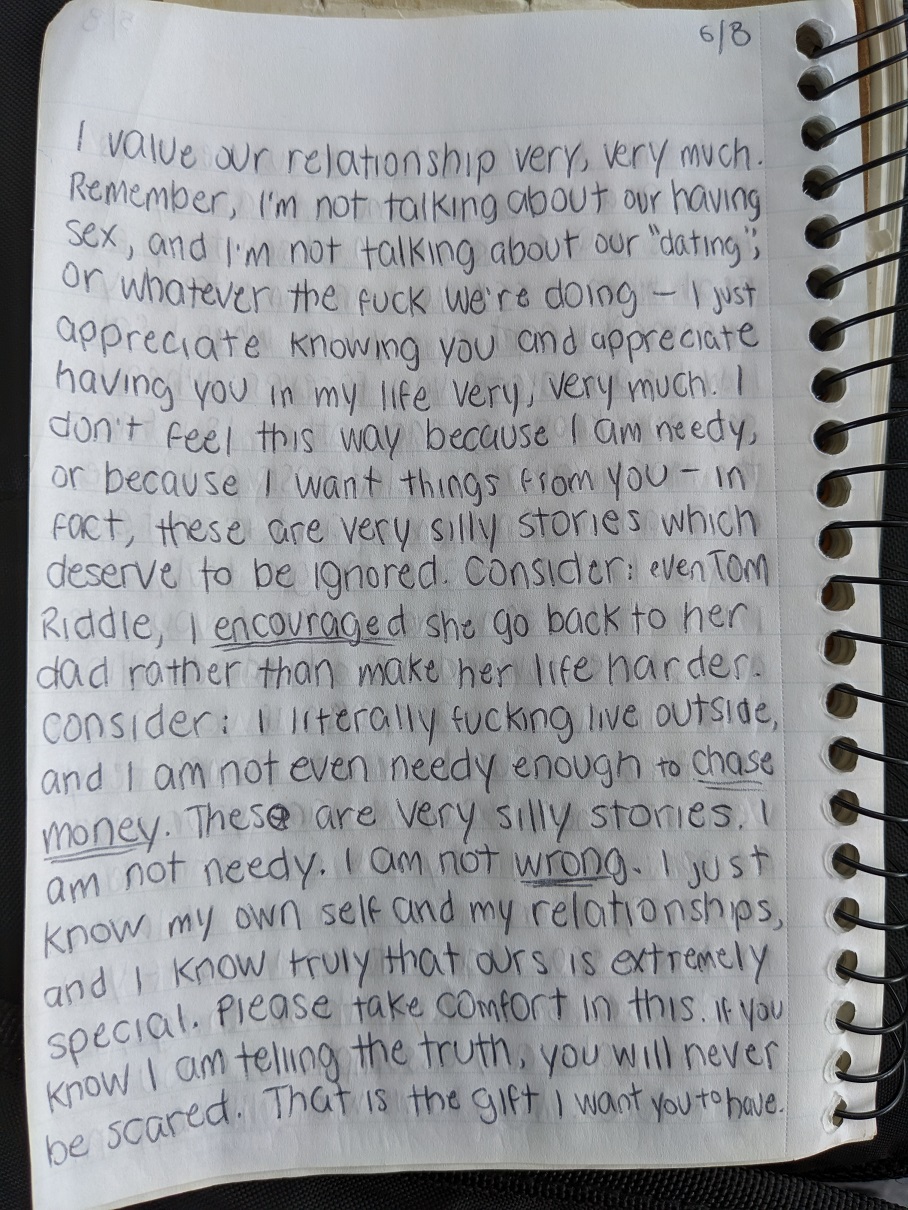 6/8
I value our relationship very, very much.
Remember, I'm not talking about our having
sex, and I'm not talking about our "dating",
or whatever the fuck we're doing – I just
appreciate knowing you and appreciate
having you in my life very, very much. I
don't feel this way because I am needy,
or because I want things from you – in
fact, these are very silly stories which
deserve to be ignored. Consider: even Tom
Riddle, I encouraged she go back to her
dad rather than make her life harder.
Consider: I literally fucking live outside,
and I am not even needy enough to chase
money. These are very silly stories. I
am not needy. I am not wrong. I just
know my own self and my relationships,
and I know truly that ours is extremely
special. Please take comfort in this. If you
know I am telling the truth, you will never
be scared. That is the gift I want you to have.